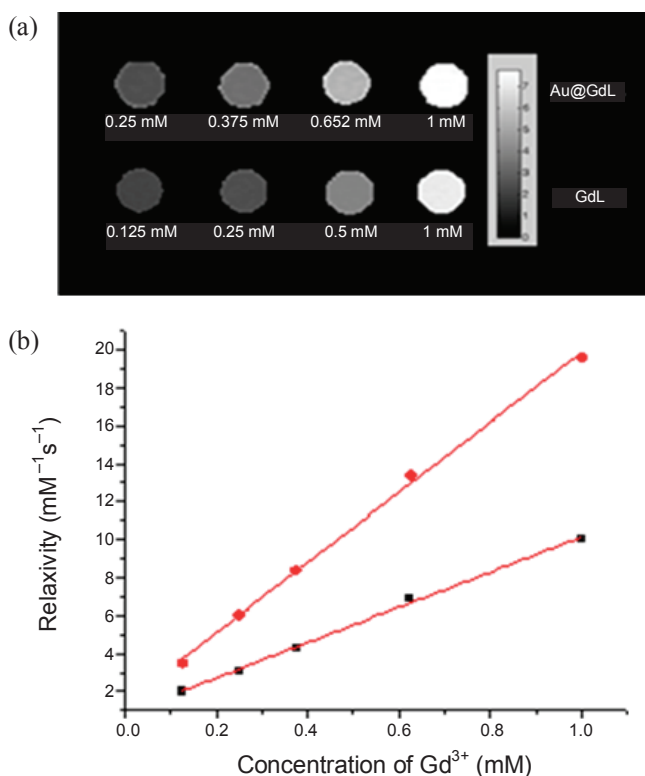 (a)
0.25 mM 0.375 mM 0.652 mM 1 mM
Au@GdL
0.125 mM 0.25 mM 0.5 mM 1 mM
GdL
7
6
5
4
3
2
1
0
(b)
Relaxivity (mM⁻¹s⁻¹)
20
18
16
14
12
10
8
6
4
2
0.0 0.2 0.4 0.6 0.8 1.0
Concentration of Gd³⁺ (mM)